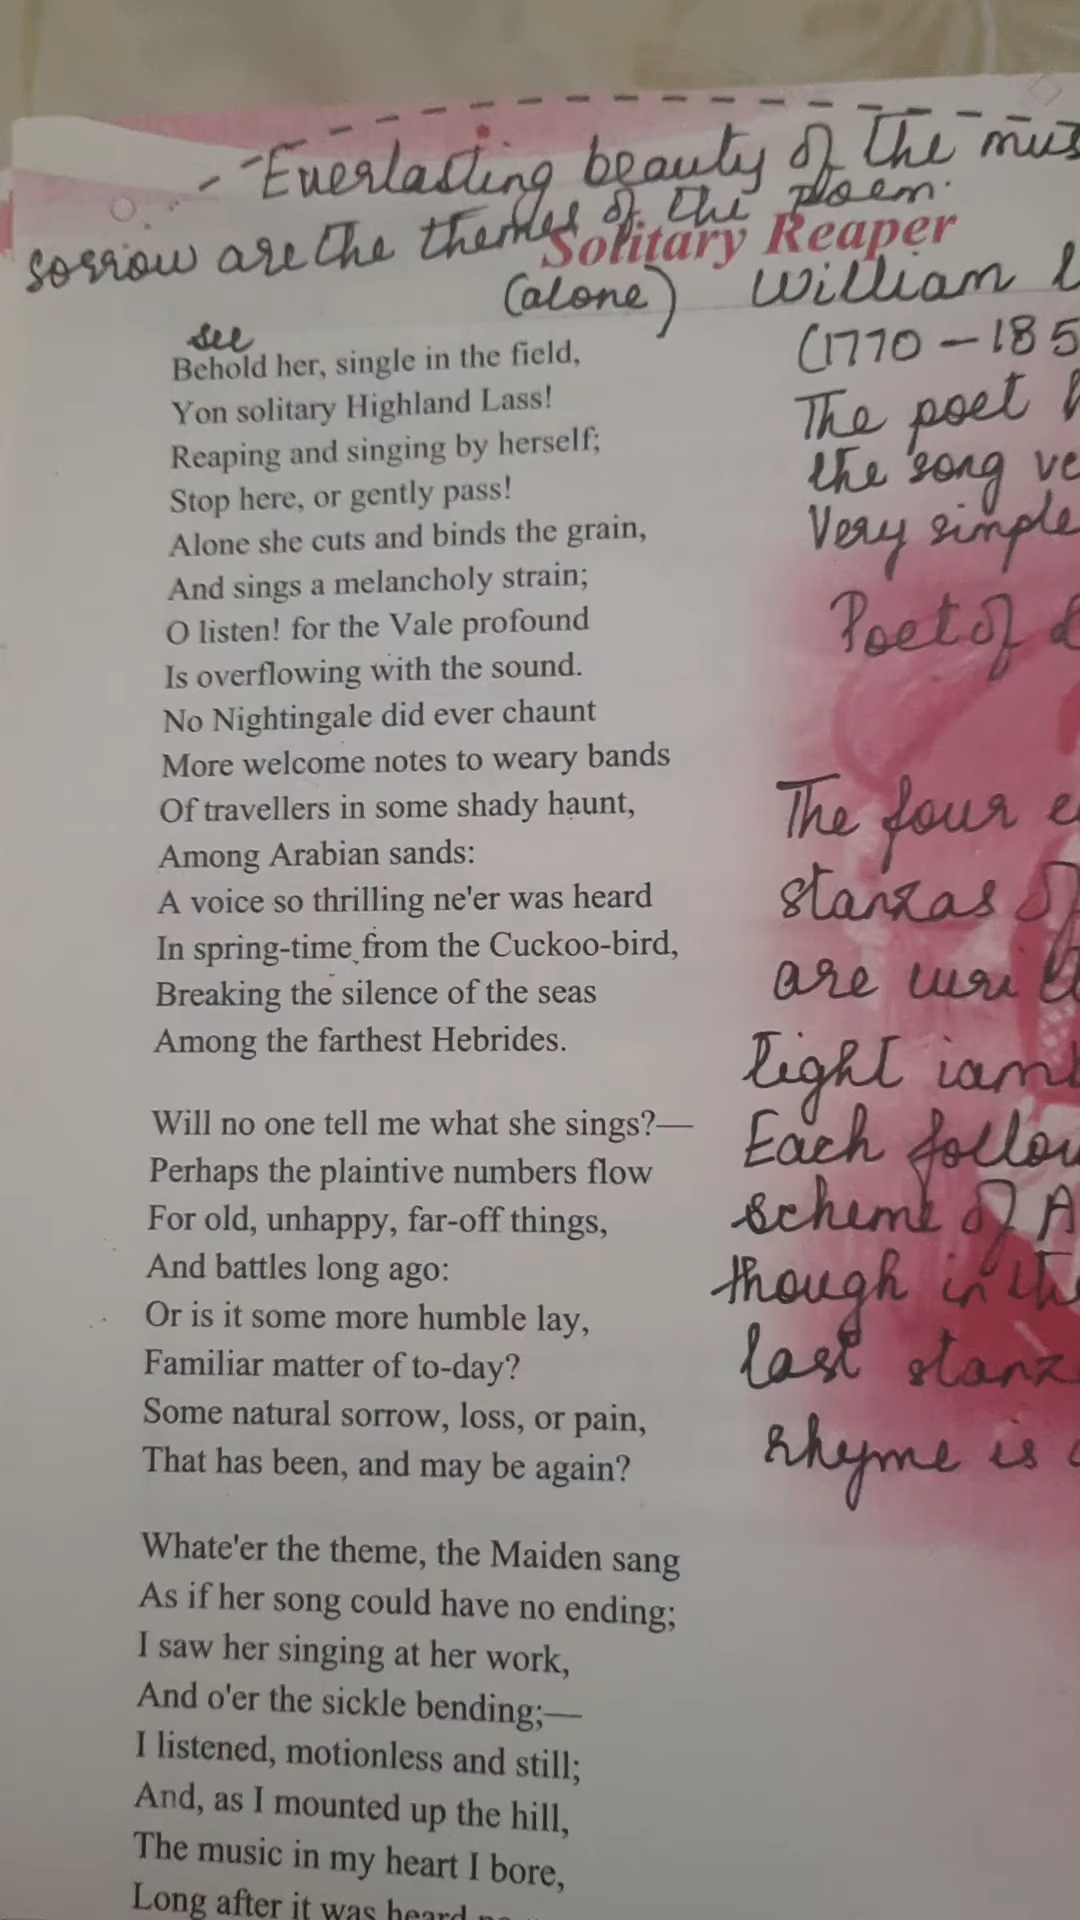 - Everlasting beauty of the
sorrow are the themes of the poem.
Solitary Reaper
(alone) William
see
(1770 - 185
Behold her, single in the field,
Yon solitary Highland Lass!
Reaping and singing by herself;
Stop here, or gently pass!
Alone she cuts and binds the grain,
And sings a melancholy strain;
O listen! for the Vale profound
Is overflowing with the sound.
No Nightingale did ever chaunt
More welcome notes to weary bands
Of travellers in some shady haunt,
Among Arabian sands:
A voice so thrilling ne'er was heard
In spring-time from the Cuckoo-bird,
Breaking the silence of the seas
Among the farthest Hebrides.
Will no one tell me what she sings?—
Perhaps the plaintive numbers flow
For old, unhappy, far-off things,
And battles long ago:
Or is it some more humble lay,
Familiar matter of to-day?
Some natural sorrow, loss, or pain,
That has been, and may be again?
Whate'er the theme, the Maiden sang
As if her song could have no ending;
I saw her singing at her work,
And o'er the sickle bending;—
I listened, motionless and still;
And, as I mounted up the hill,
The music in my heart I bore,
Long after it was heard
The poet
the song
Very simple
Poet of
The four
stanzas of
are
tight
Each
scheme of A
though in the
last
rhyme is